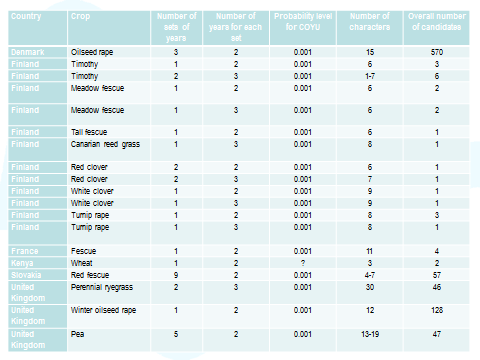 Country Crop Number of sets of years Number of years for each set Probability level for COYU Number of characters Overall number of candidates
Denmark Oilseed rape 3 2 0.001 15 570
Finland Timothy 1 2 0.001 6 3
Finland Timothy 2 3 0.001 1-7 6
Finland Meadow fescue 1 2 0.001 6 2
Finland Meadow fescue 1 3 0.001 6 2
Finland Tall fescue 1 2 0.001 6 1
Finland Canarian reed grass 1 3 0.001 8 1
Finland Red clover 2 2 0.001 6 1
Finland Red clover 2 3 0.001 7 1
Finland White clover 1 2 0.001 9 1
Finland White clover 1 3 0.001 9 1
Finland Turnip rape 1 2 0.001 8 3
Finland Turnip rape 1 3 0.001 8 1
France Fescue 1 2 0.001 11 4
Kenya Wheat 1 2 ? 3 2
Slovakia Red fescue 9 2 0.001 4-7 57
United Kingdom Perennial ryegrass 2 3 0.001 30 46
United Kingdom Winter oilseed rape 1 2 0.001 12 128
United Kingdom Pea 5 2 0.001 13-19 47